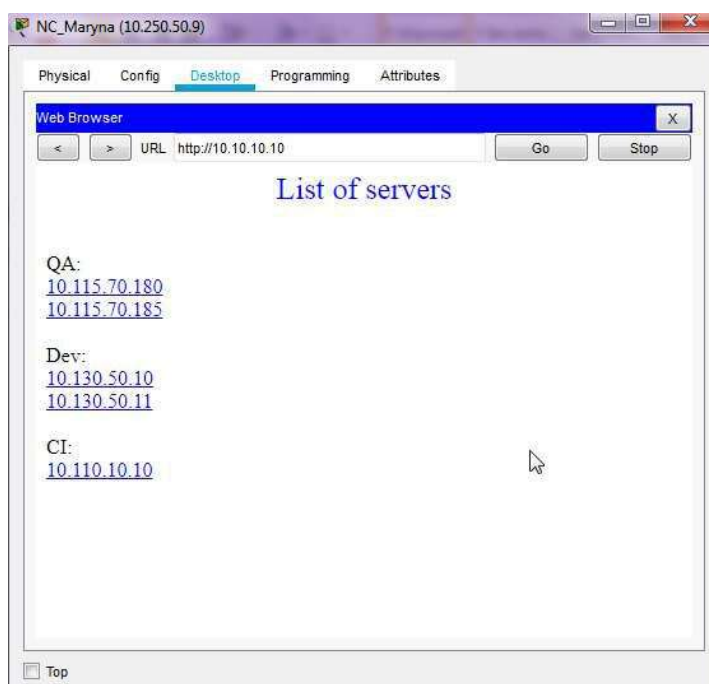 NC_Maryna (10.250.50.9)
Physical Config Desktop Programming Attributes
Web Browser X
< > URL http://10.10.10.10 Go Stop
List of servers
QA:
10.115.70.180
10.115.70.185
Dev:
10.130.50.10
10.130.50.11
CI:
10.110.10.10
Top